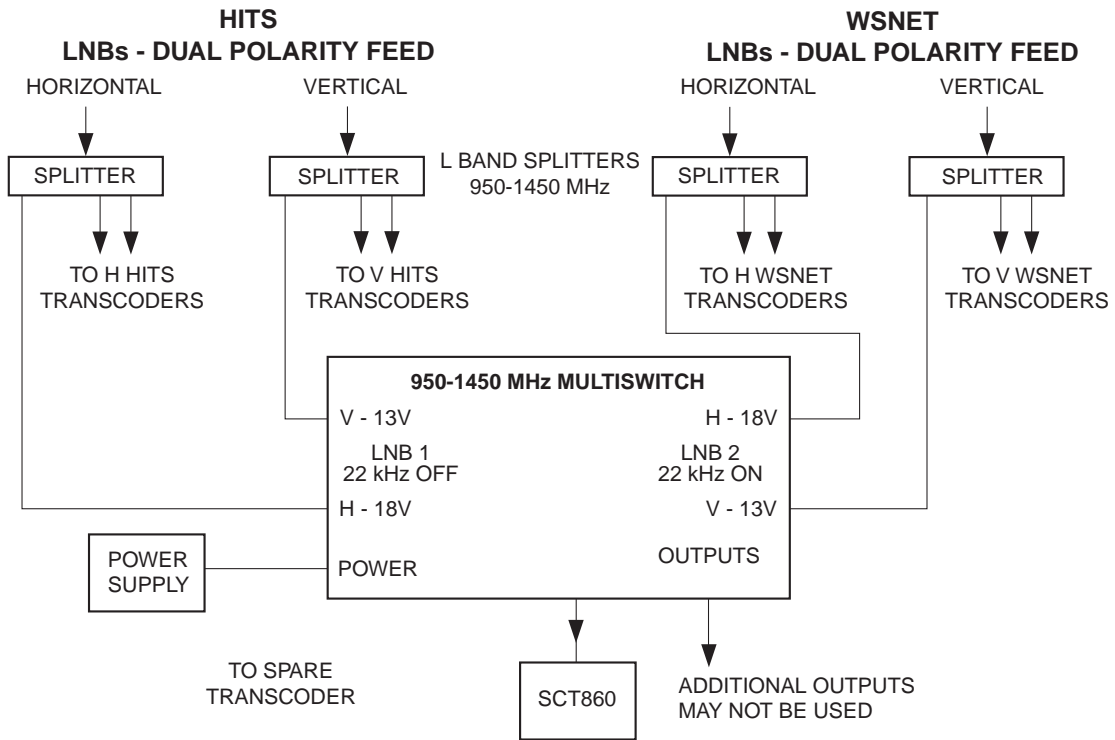 HITS
LNBs - DUAL POLARITY FEED
WSNET
LNBs - DUAL POLARITY FEED
HORIZONTAL
VERTICAL
HORIZONTAL
VERTICAL
SPLITTER
SPLITTER
L BAND SPLITTERS
950-1450 MHz
SPLITTER
SPLITTER
TO H HITS
TRANSCODERS
TO V HITS
TRANSCODERS
TO H WSNET
TRANSCODERS
TO V WSNET
TRANSCODERS
950-1450 MHz MULTISWITCH
V - 13V
H - 18V
LNB 1
22 kHz OFF
LNB 2
22 kHz ON
H - 18V
V - 13V
POWER
SUPPLY
POWER
OUTPUTS
TO SPARE
TRANSCODER
SCT860
ADDITIONAL OUTPUTS
MAY NOT BE USED